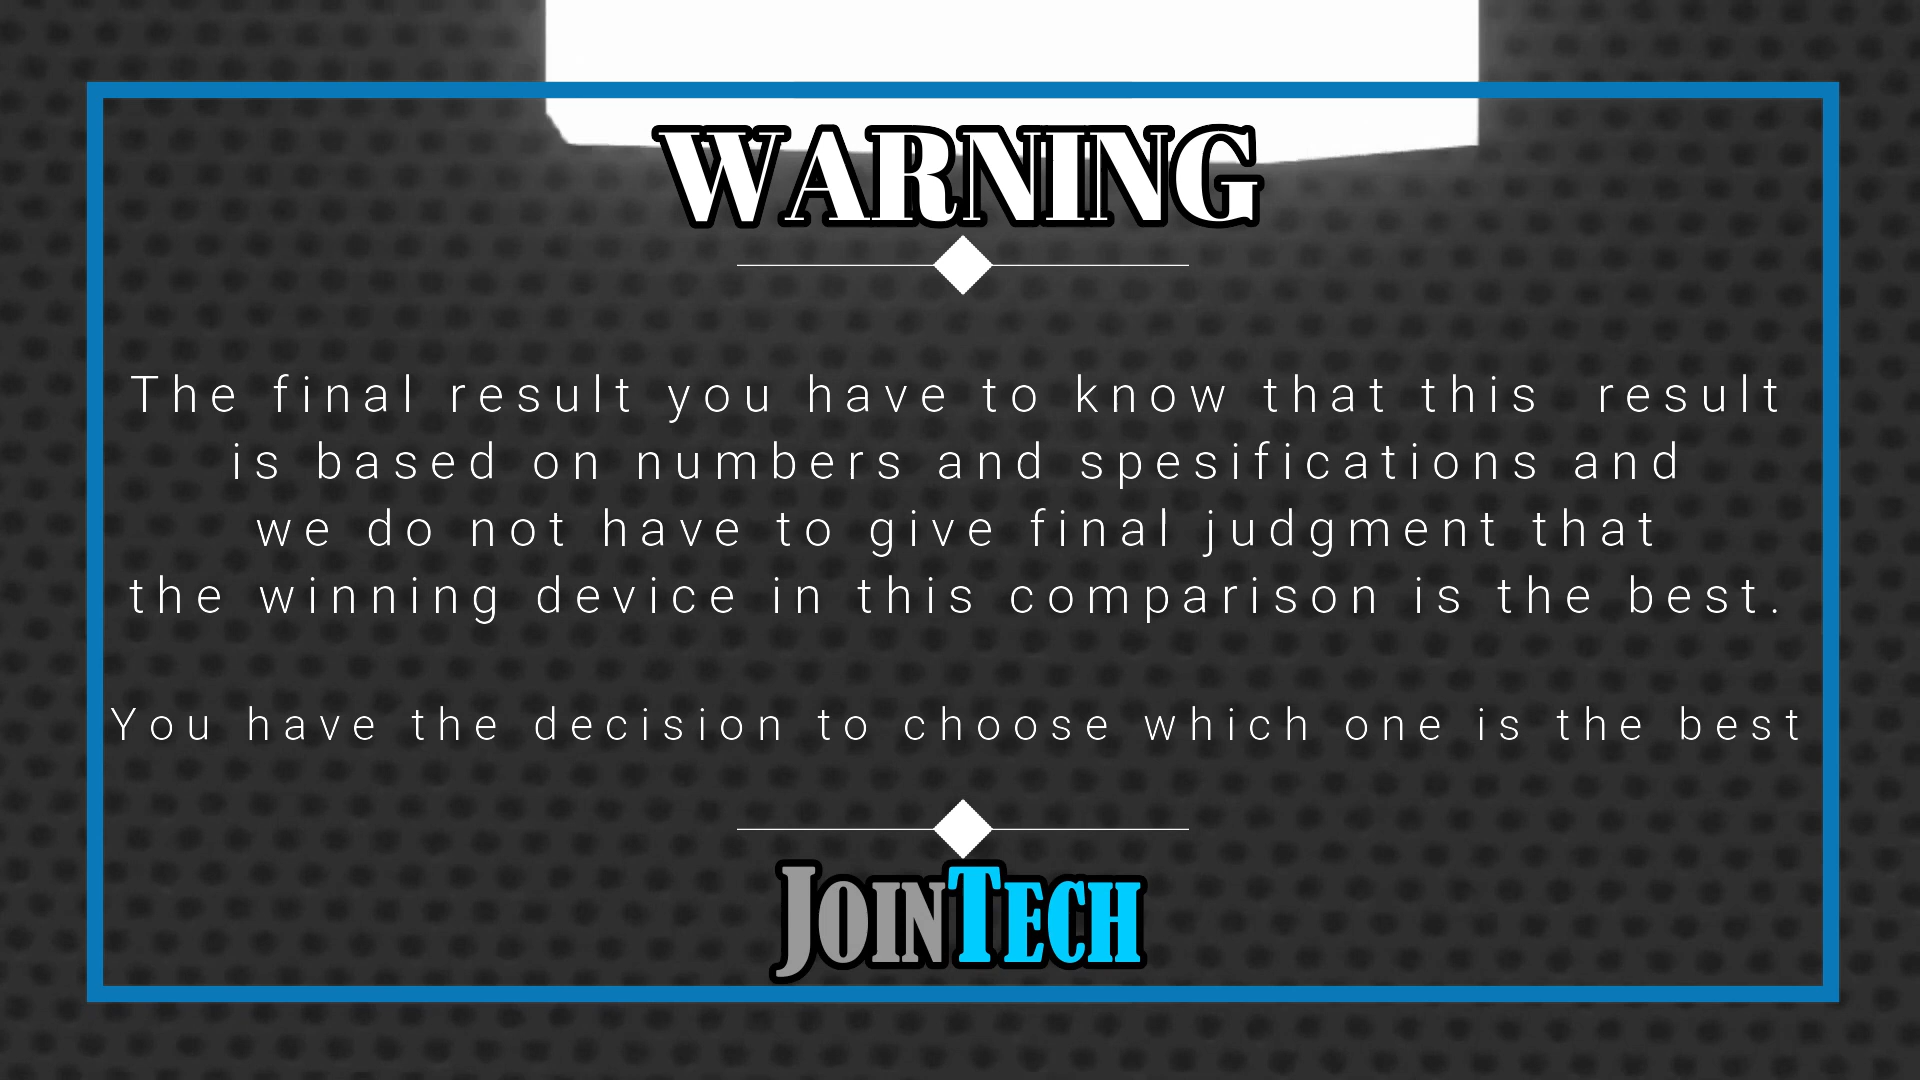 WARNING
The final result you have to know that this result
is based on numbers and spesifications and
we do not have to give final judgment that
the winning device in this comparison is the best.
You have the decision to choose which one is the best
JOINTECH